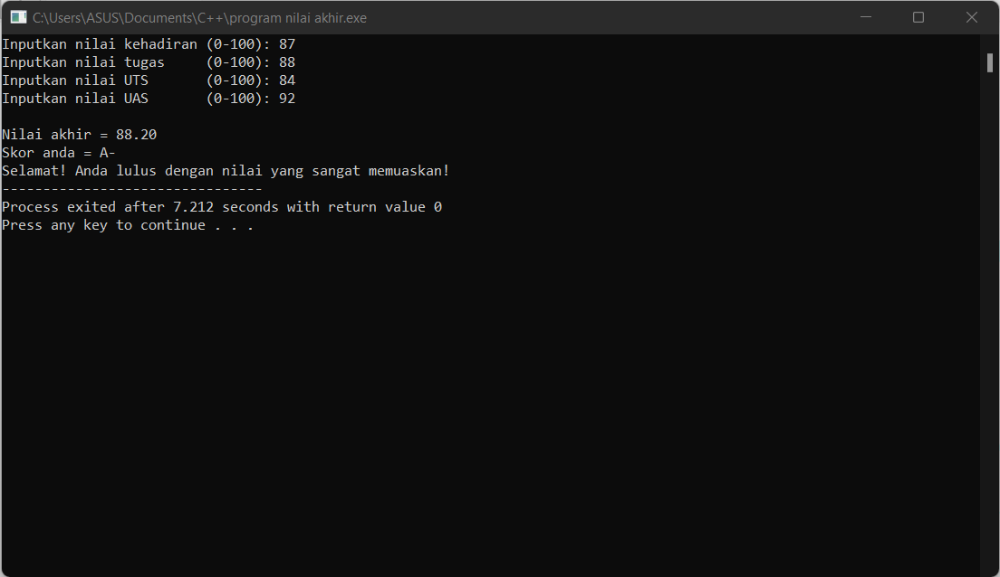 C:\Users\ASUS\Documents\C++\program nilai akhir.exe
Inputkan nilai kehadiran (0-100): 87
Inputkan nilai tugas     (0-100): 88
Inputkan nilai UTS       (0-100): 84
Inputkan nilai UAS       (0-100): 92
Nilai akhir = 88.20
Skor anda = A-
Selamat! Anda lulus dengan nilai yang sangat memuaskan!
--------------------------------
Process exited after 7.212 seconds with return value 0
Press any key to continue . . .